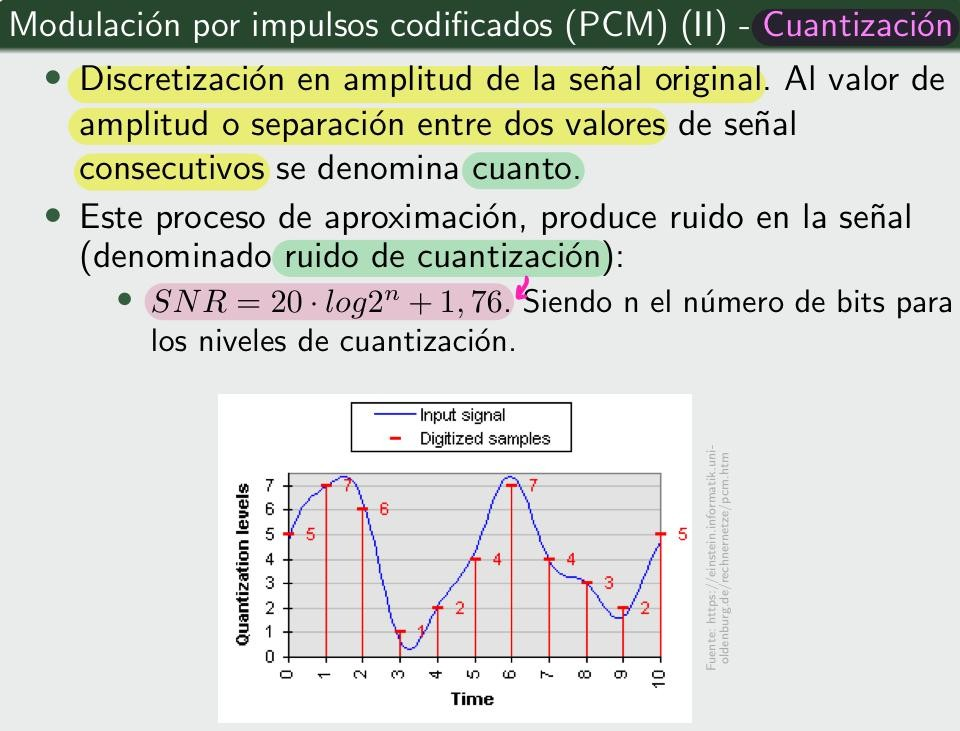 Modulación por impulsos codificados (PCM) (II) - Cuantización
• Discretización en amplitud de la señal original. Al valor de
amplitud o separación entre dos valores de señal
consecutivos se denomina cuanto.
• Este proceso de aproximación, produce ruido en la señal
(denominado ruido de cuantización):
• SNR = 20 · log2ⁿ + 1, 76. Siendo n el número de bits para
los niveles de cuantización.
Input signal
Digitized samples
Quantization levels
7
6
5
4
3
2
1
0
5
7
6
1
2
4
7
4
3
2
5
0 1 2 3 4 5 6 7 8 9 10
Time
Fuente: https://einstein.informatik.uni-
oldenburg.de/rechnernetze/pcm.htm